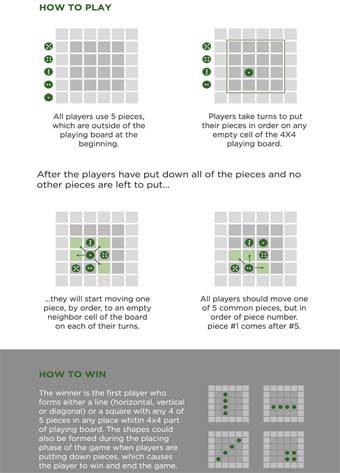 HOW TO PLAY
All players use 5 pieces,
which are outside of the
playing board at the
beginning.
Players take turns to put
their pieces in order on any
empty cell of the 4X4
playing board.
After the players have put down all of the pieces and no
other pieces are left to put...
...they will start moving one
piece, by order, to an empty
neighbor cell of the board
on each of their turns.
All players should move one
of 5 common pieces, but in
order of piece number.
piece #1 comes after #5.
HOW TO WIN
The winner is the first player who
forms either a line (horizontal, vertical
or diagonal) or a square with any 4 of
5 pieces in any place whitin 4x4 part
of playing board. The shapes could
also be formed during the placing
phase of the game when players are
putting down pieces, which causes
the player to win and end the game.